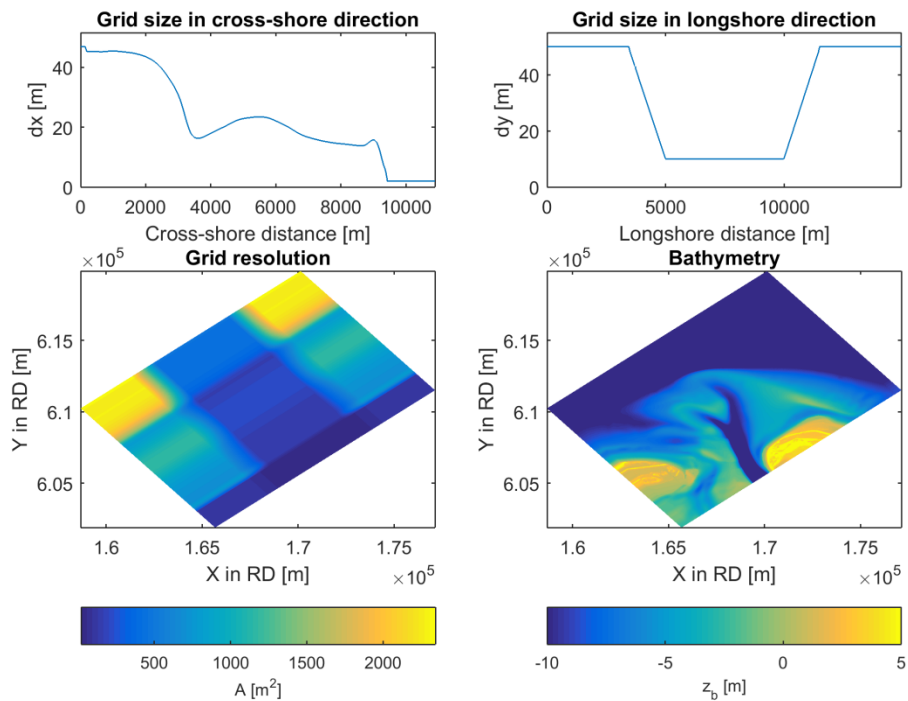 Grid size in cross-shore direction
Grid size in longshore direction
dx [m]
40
20
0
0 2000 4000 6000 8000 10000
Cross-shore distance [m]
dy [m]
40
20
0
0 5000 10000
Longshore distance [m]
×10^5
Grid resolution
Y in RD [m]
6.15
6.1
6.05
1.6 1.65 1.7 1.75
X in RD [m]
×10^5
×10^5
Bathymetry
Y in RD [m]
6.15
6.1
6.05
1.6 1.65 1.7 1.75
X in RD [m]
×10^5
500 1000 1500 2000
A [m²]
-10 -5 0 5
z_b [m]